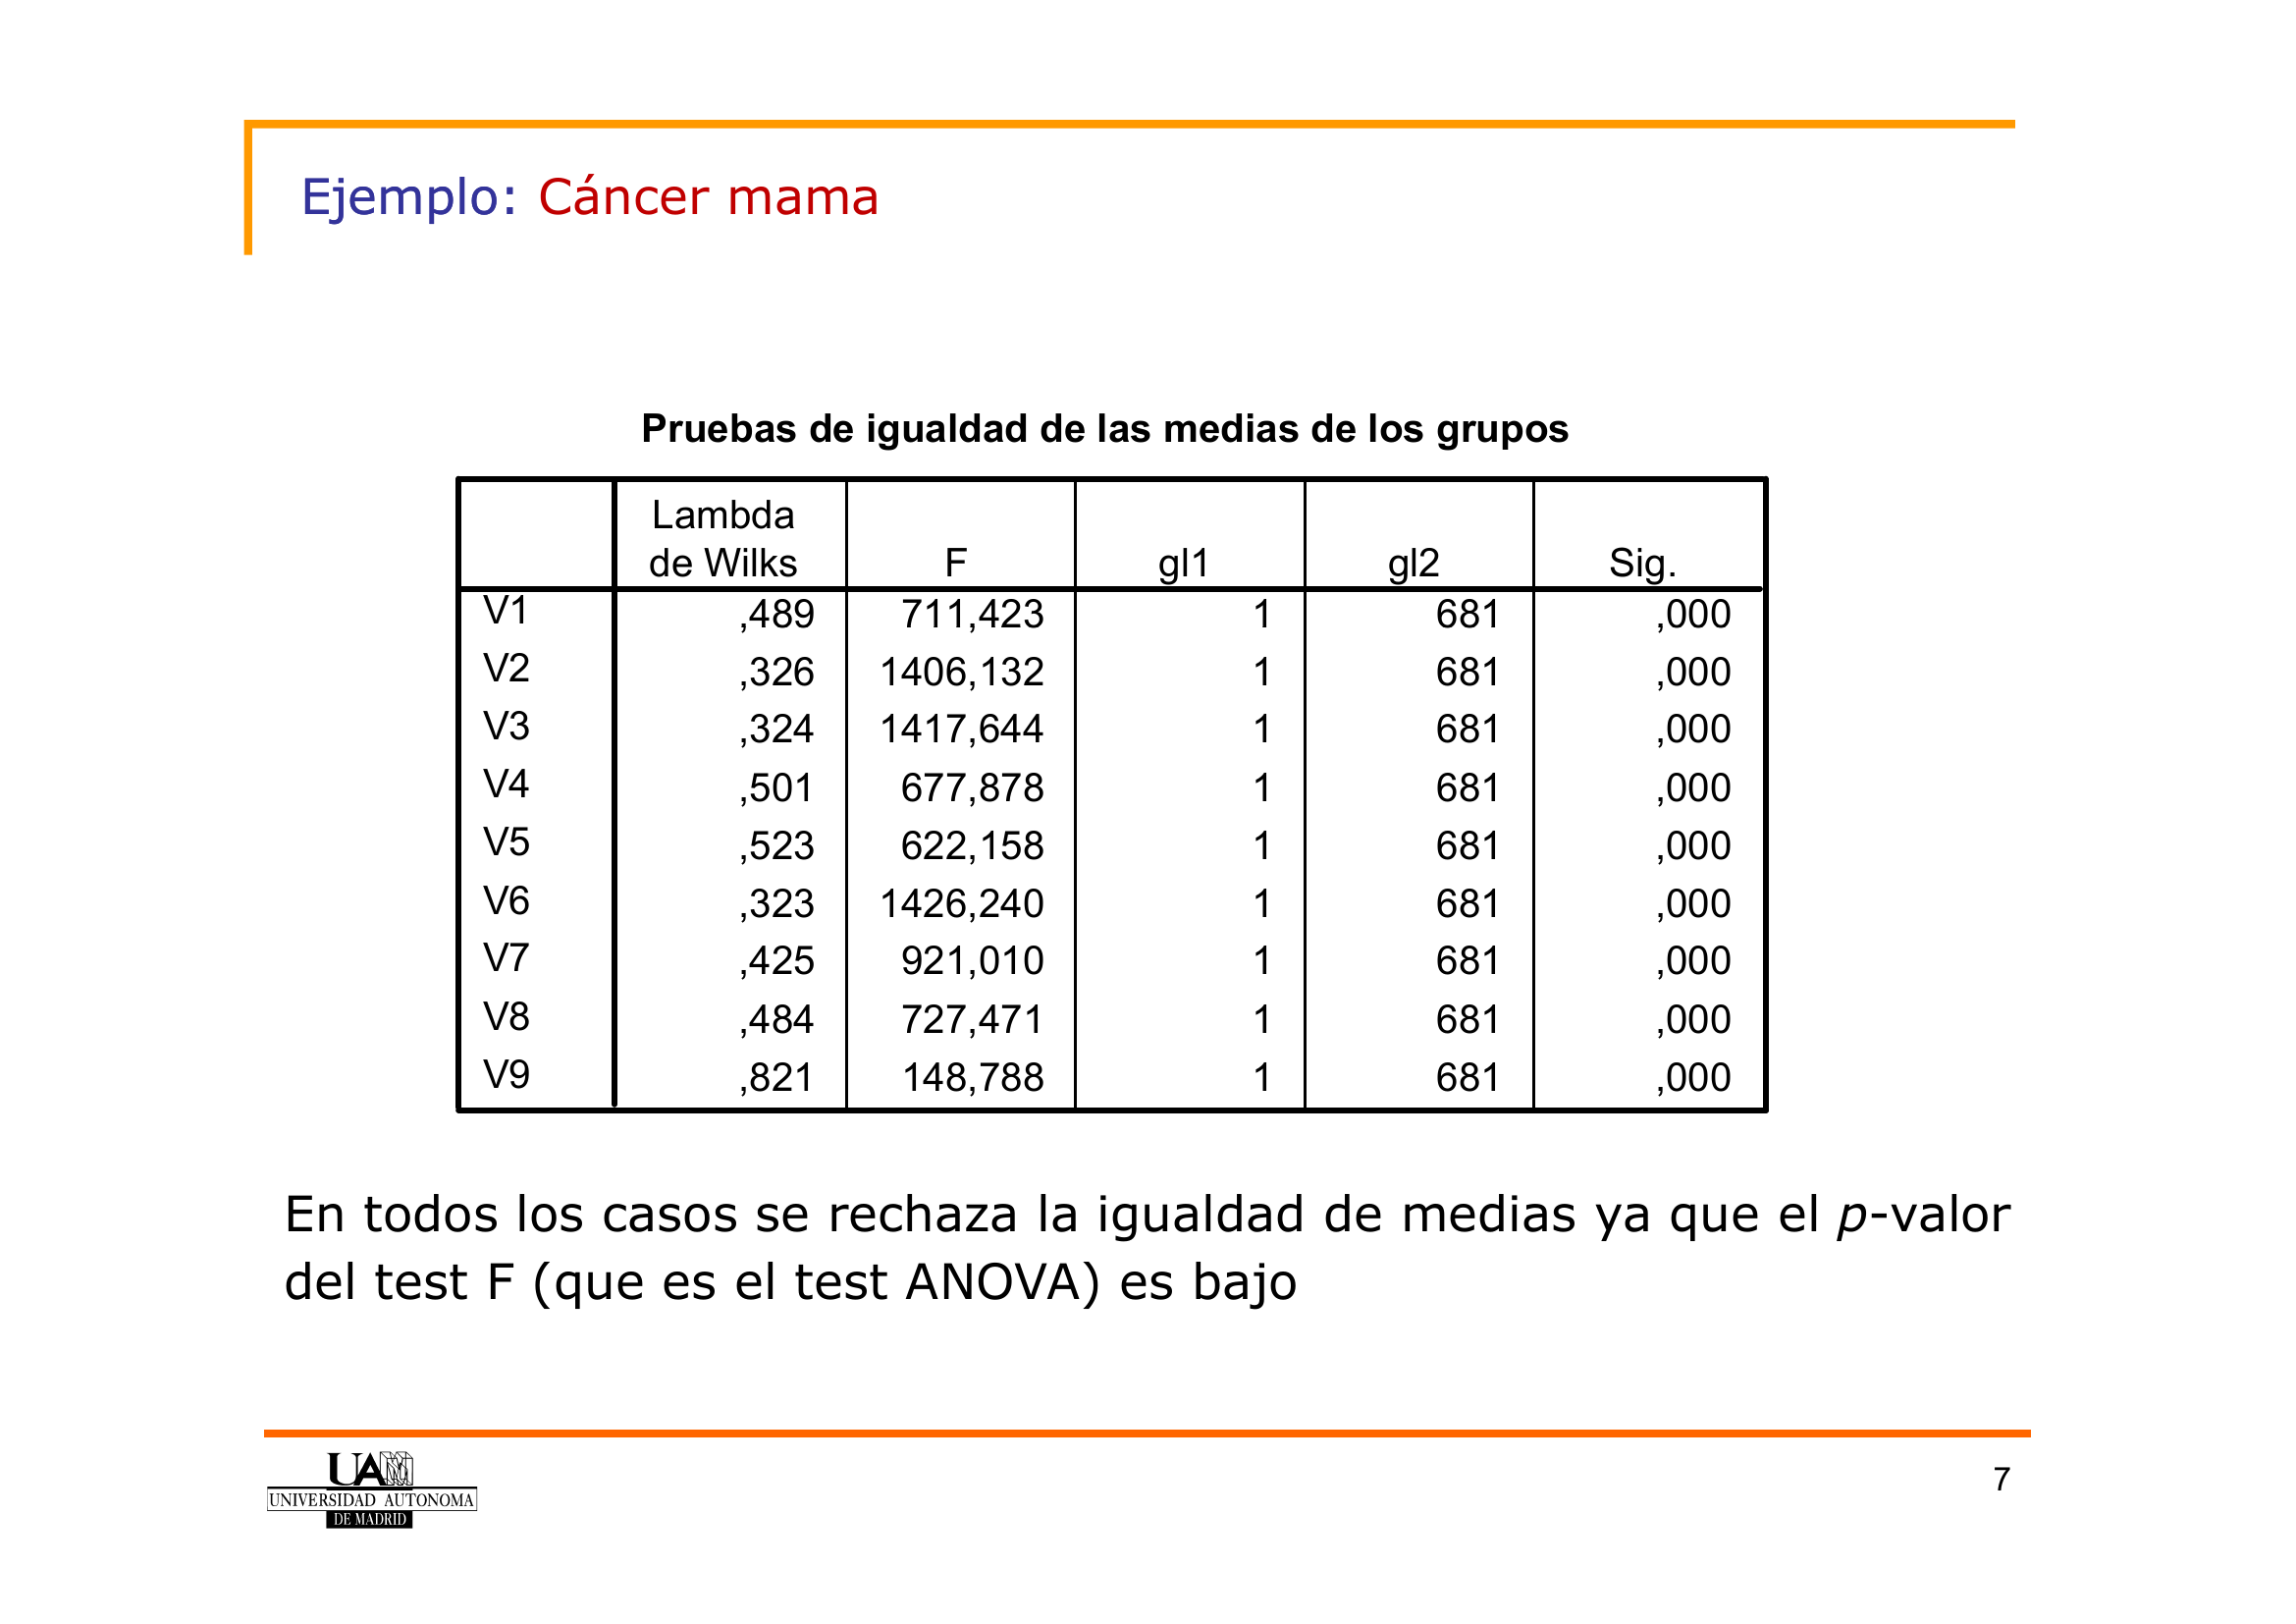 Ejemplo: Cáncer mama
Pruebas de igualdad de las medias de los grupos
Lambda
de Wilks F gl1 gl2 Sig.
V1 ,489 711,423 1 681 ,000
V2 ,326 1406,132 1 681 ,000
V3 ,324 1417,644 1 681 ,000
V4 ,501 677,878 1 681 ,000
V5 ,523 622,158 1 681 ,000
V6 ,323 1426,240 1 681 ,000
V7 ,425 921,010 1 681 ,000
V8 ,484 727,471 1 681 ,000
V9 ,821 148,788 1 681 ,000
En todos los casos se rechaza la igualdad de medias ya que el p-valor
del test F (que es el test ANOVA) es bajo
UAM
UNIVERSIDAD AUTONOMA
DE MADRID
7